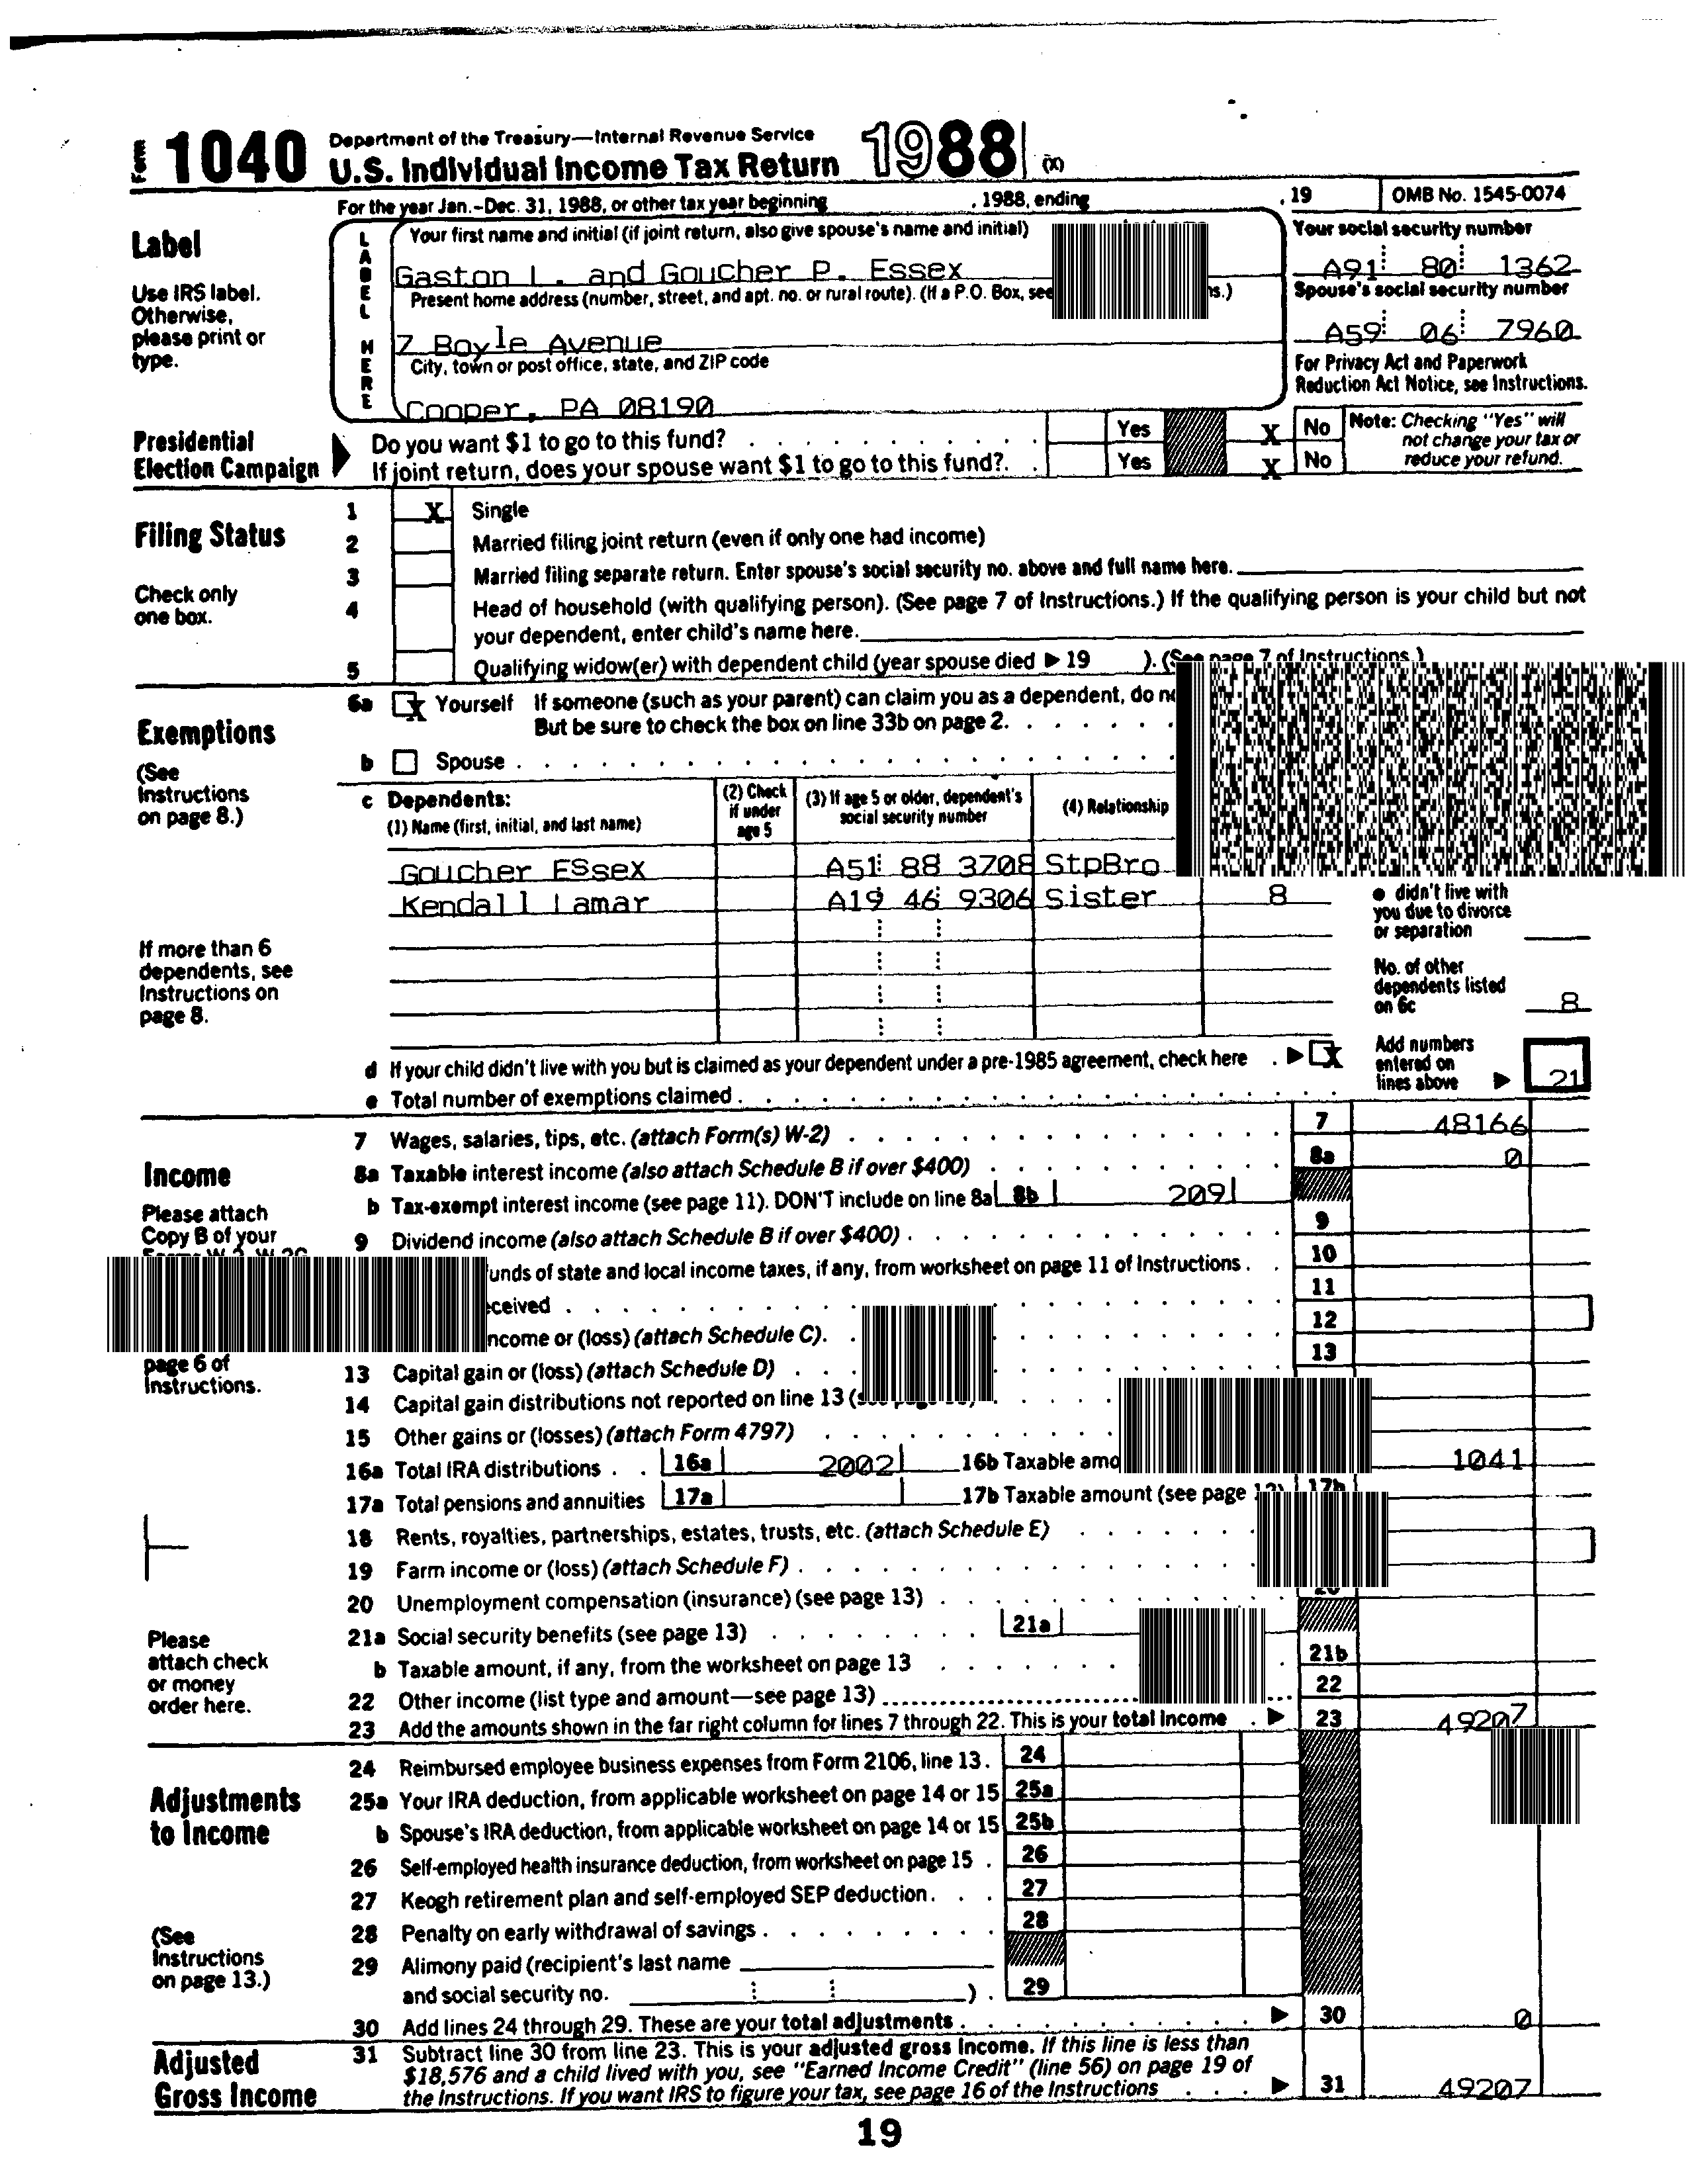 Form 1040 Department of the Treasury—Internal Revenue Service
U.S. Individual Income Tax Return 1988 (X)
For the year Jan.-Dec. 31, 1988, or other tax year beginning , 1988, ending , 19 OMB No. 1545-0074
Label
Use IRS label. Otherwise, please print or type.
LABEL HERE
Your first name and initial (if joint return, also give spouse's name and initial)
Gaston L. and Goucher P. Essex
Your social security number
A91 80 1362
Present home address (number, street, and apt. no. or rural route). (If a P.O. Box, see ns.)
7 Boyle Avenue
Spouse's social security number
A59 06 7960
City, town or post office, state, and ZIP code
Cooper, PA 08190
For Privacy Act and Paperwork
Reduction Act Notice, see Instructions.
Presidential
Election Campaign
Do you want $1 to go to this fund? Yes X No
If joint return, does your spouse want $1 to go to this fund? Yes X No
Note: Checking "Yes" will
not change your tax or
reduce your refund.
Filing Status
Check only
one box.
1 X Single
2 Married filing joint return (even if only one had income)
3 Married filing separate return. Enter spouse's social security no. above and full name here.
4 Head of household (with qualifying person). (See page 7 of Instructions.) If the qualifying person is your child but not
your dependent, enter child's name here.
5 Qualifying widow(er) with dependent child (year spouse died ▶ 19 ). (See page 7 of Instructions.)
Exemptions
(See
Instructions
on page 8.)
6a X Yourself If someone (such as your parent) can claim you as a dependent, do
But be sure to check the box on line 33b on page 2.
b Spouse
c Dependents:
(1) Name (first, initial, and last name)
(2) Check
if under
age 5
(3) If age 5 or older, dependent's
social security number
(4) Relationship
Goucher ESsex A51 88 3708 StpBro
Kendall Lamar A19 46 9306 Sister 8
● didn't live with
you due to divorce
or separation
No. of other
dependents listed
on 6c 8
If more than 6
dependents, see
Instructions on
page 8.
d If your child didn't live with you but is claimed as your dependent under a pre-1985 agreement, check here ▶ X
e Total number of exemptions claimed
Add numbers
entered on
lines above ▶ 21
Income
Please attach
Copy B of your
page 6 of
Instructions.
7 Wages, salaries, tips, etc. (attach Form(s) W-2) 7 48166
8a Taxable interest income (also attach Schedule B if over $400) 8a 0
b Tax-exempt interest income (see page 11). DON'T include on line 8a 8b 209
9 Dividend income (also attach Schedule B if over $400) 9
unds of state and local income taxes, if any, from worksheet on page 11 of Instructions 10
ceived 11
ncome or (loss) (attach Schedule C). 12
13 Capital gain or (loss) (attach Schedule D) 13
14 Capital gain distributions not reported on line 13
15 Other gains or (losses) (attach Form 4797)
16a Total IRA distributions 16a 2002 16b Taxable amo 1041
17a Total pensions and annuities 17a 17b Taxable amount (see page 17b
18 Rents, royalties, partnerships, estates, trusts, etc. (attach Schedule E)
19 Farm income or (loss) (attach Schedule F)
20 Unemployment compensation (insurance) (see page 13)
21a Social security benefits (see page 13) 21a
b Taxable amount, if any, from the worksheet on page 13 21b
22 Other income (list type and amount—see page 13) 22
23 Add the amounts shown in the far right column for lines 7 through 22. This is your total income ▶ 23 49207
Please
attach check
or money
order here.
Adjustments
to Income
(See
Instructions
on page 13.)
24 Reimbursed employee business expenses from Form 2106, line 13. 24
25a Your IRA deduction, from applicable worksheet on page 14 or 15 25a
b Spouse's IRA deduction, from applicable worksheet on page 14 or 15 25b
26 Self-employed health insurance deduction, from worksheet on page 15 26
27 Keogh retirement plan and self-employed SEP deduction 27
28 Penalty on early withdrawal of savings 28
29 Alimony paid (recipient's last name
and social security no. ) 29
30 Add lines 24 through 29. These are your total adjustments ▶ 30 0
Adjusted
Gross Income
31 Subtract line 30 from line 23. This is your adjusted gross income. If this line is less than
$18,576 and a child lived with you, see "Earned Income Credit" (line 56) on page 19 of
the Instructions. If you want IRS to figure your tax, see page 16 of the Instructions ▶ 31 49207
19